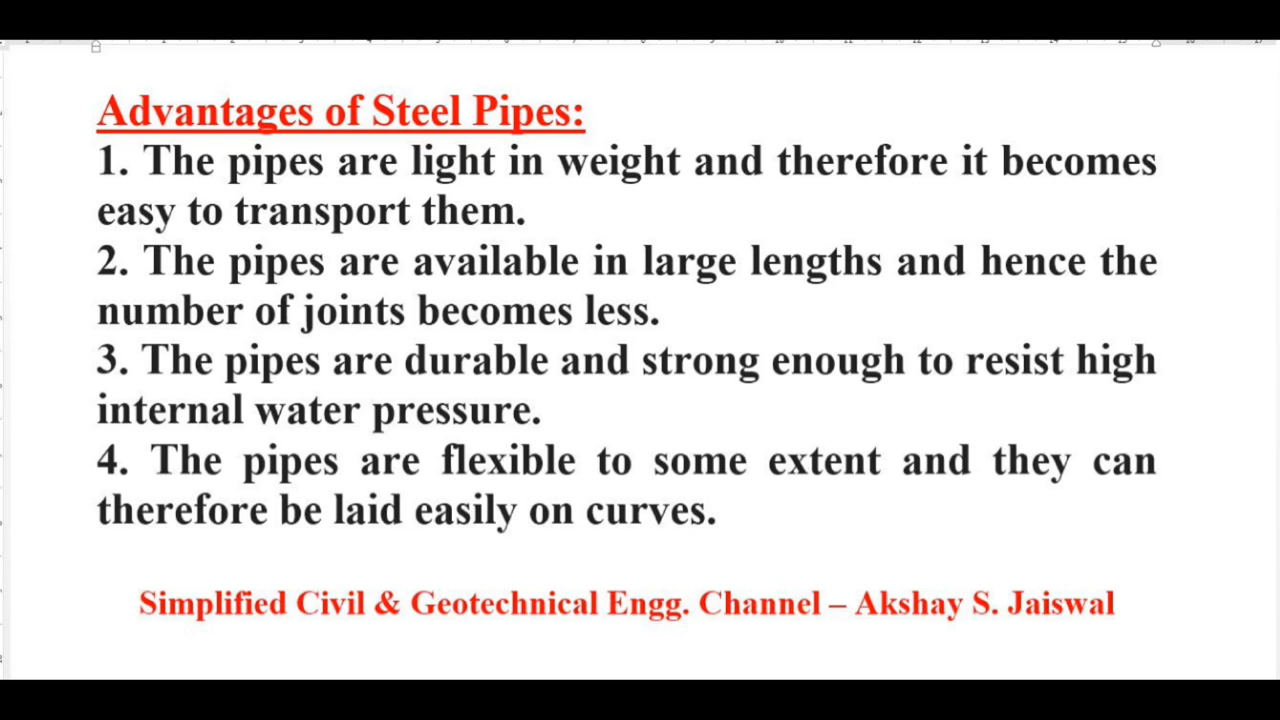 Advantages of Steel Pipes:
1. The pipes are light in weight and therefore it becomes
easy to transport them.
2. The pipes are available in large lengths and hence the
number of joints becomes less.
3. The pipes are durable and strong enough to resist high
internal water pressure.
4. The pipes are flexible to some extent and they can
therefore be laid easily on curves.
Simplified Civil & Geotechnical Engg. Channel – Akshay S. Jaiswal